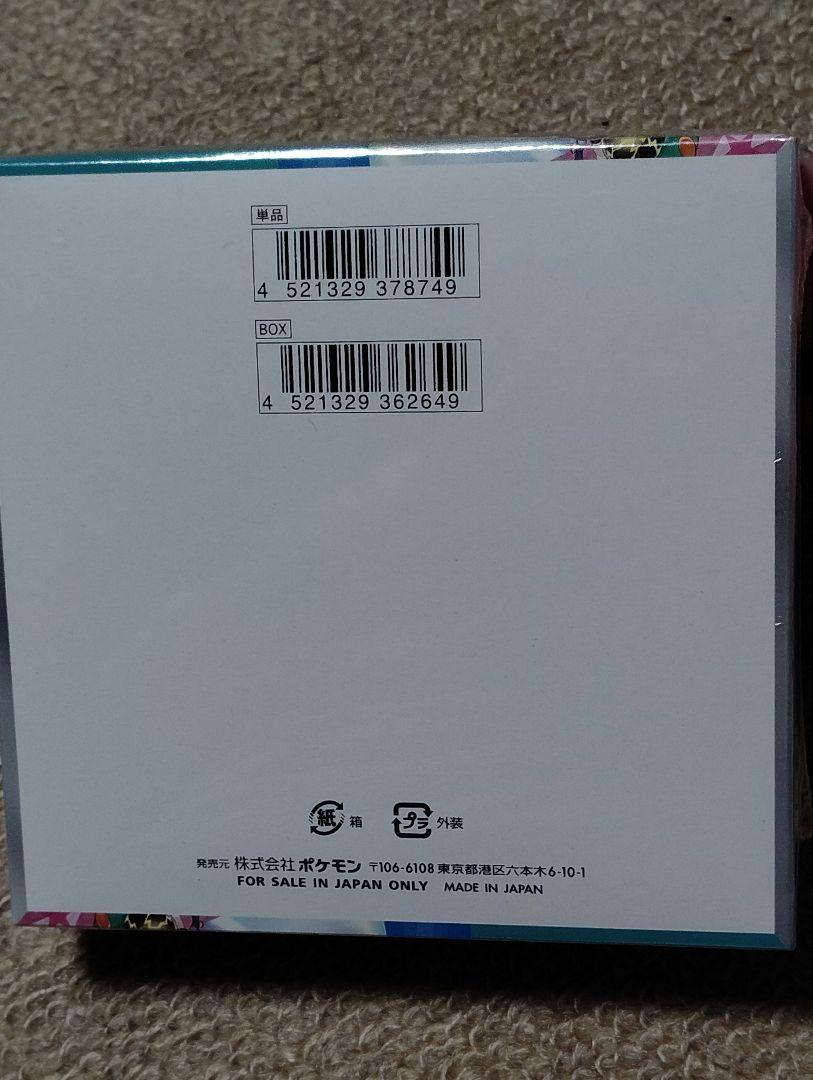 単品
4 521329 378749
BOX
4 521329 362649
紙 箱 プラ 外装
発売元 株式会社ポケモン 〒106-6108 東京都港区六本木6-10-1
FOR SALE IN JAPAN ONLY MADE IN JAPAN